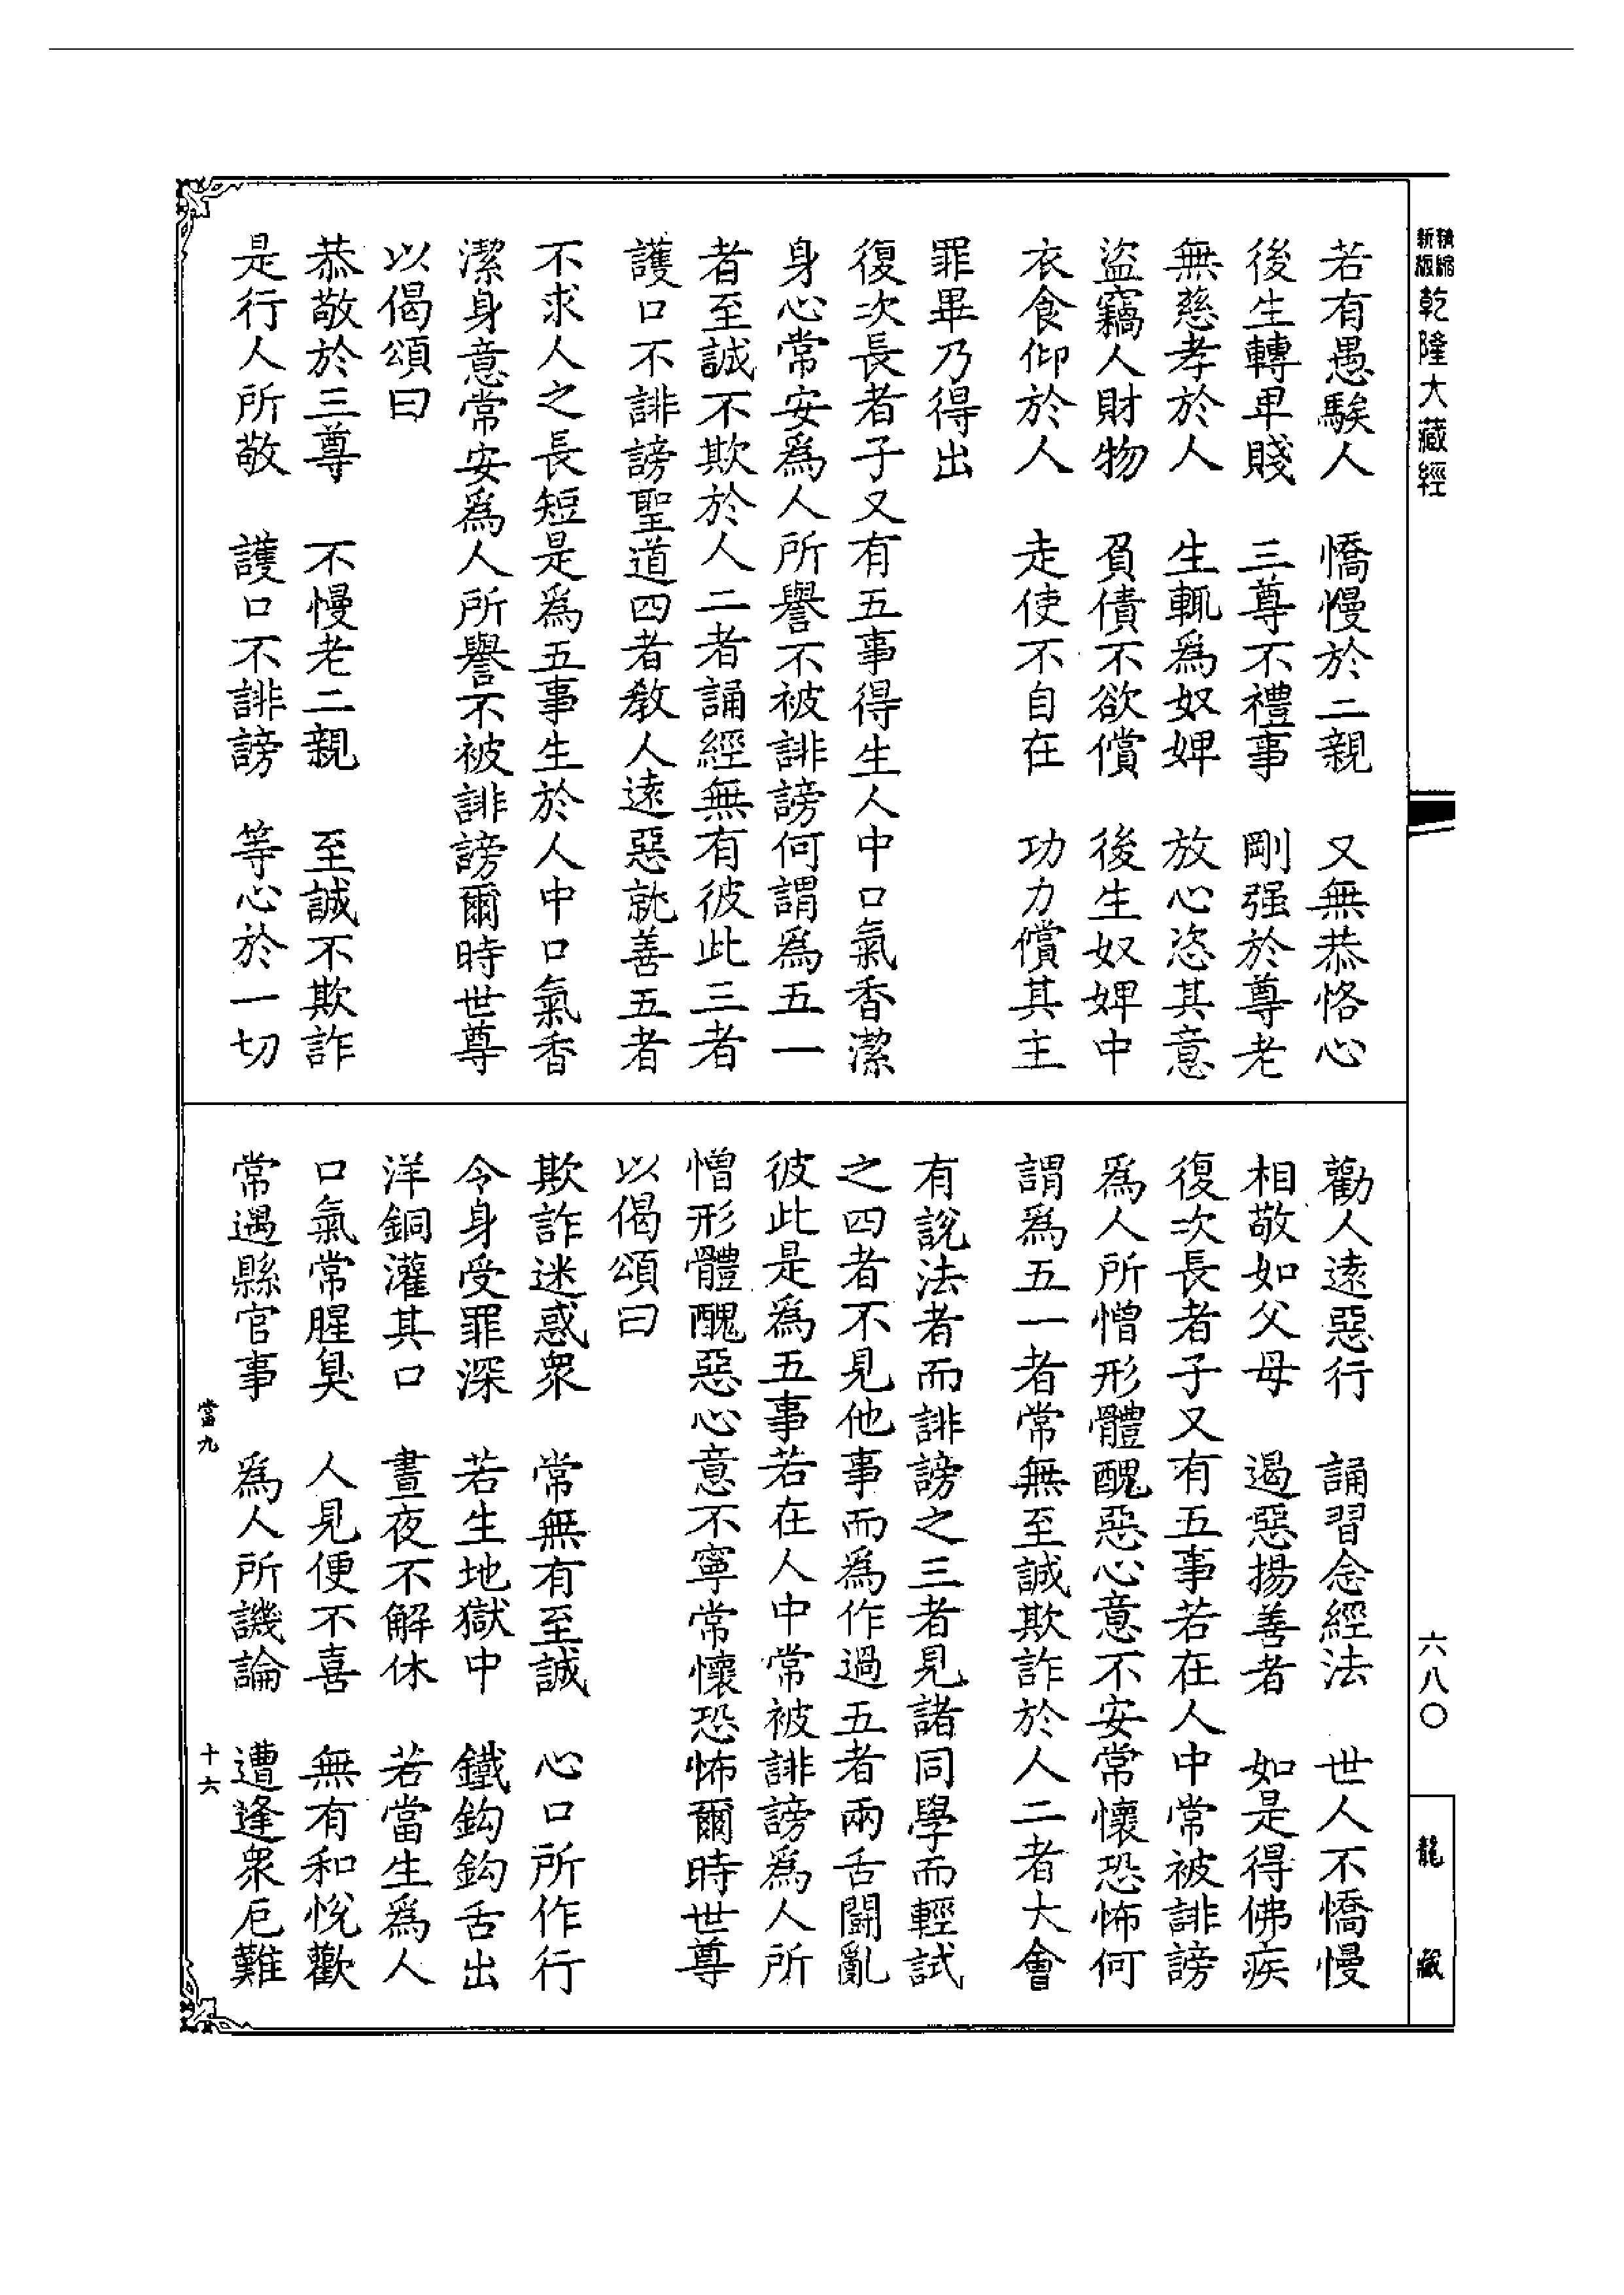 精縮新版乾隆大藏經
若有愚騃人　憍慢於二親　又無恭恪心
後生轉卑賤　三尊不禮事　剛强於尊老
無慈孝於人　生輒爲奴婢　放心恣其意
盜竊人財物　負債不欲償　後生奴婢中
衣食仰於人　走使不自在　功力償其主
罪畢乃得出
復次長者子又有五事得生人中口氣香潔
身心常安爲人所譽不被誹謗何謂爲五一
者至誠不欺於人二者誦經無有彼此三者
護口不誹謗聖道四者教人遠惡就善五者
不求人之長短是爲五事生於人中口氣香
潔身意常安爲人所譽不被誹謗爾時世尊
以偈頌曰
恭敬於三尊　不慢老二親　至誠不欺詐
是行人所敬　護口不誹謗　等心於一切
勸人遠惡行　誦習念經法　世人不憍慢
相敬如父母　遏惡揚善者　如是得佛疾
復次長者子又有五事若在人中常被誹謗
爲人所憎形體醜惡心意不安常懷恐怖何
謂爲五一者常無至誠欺詐於人二者大會
有說法者而誹謗之三者見諸同學而輕試
之四者不見他事而爲作過五者兩舌鬪亂
彼此是爲五事若在人中常被誹謗爲人所
憎形體醜惡心意不寧常懷恐怖爾時世尊
以偈頌曰
欺詐迷惑衆　常無有至誠　心口所作行
令身受罪深　若生地獄中　鐵鈎鈎舌出
洋銅灌其口　晝夜不解休　若當生爲人
口氣常腥臭　人見便不喜　無有和悅歡
常遇縣官事　爲人所譏論　遭逢衆厄難
當九　十六
六八〇
龍藏